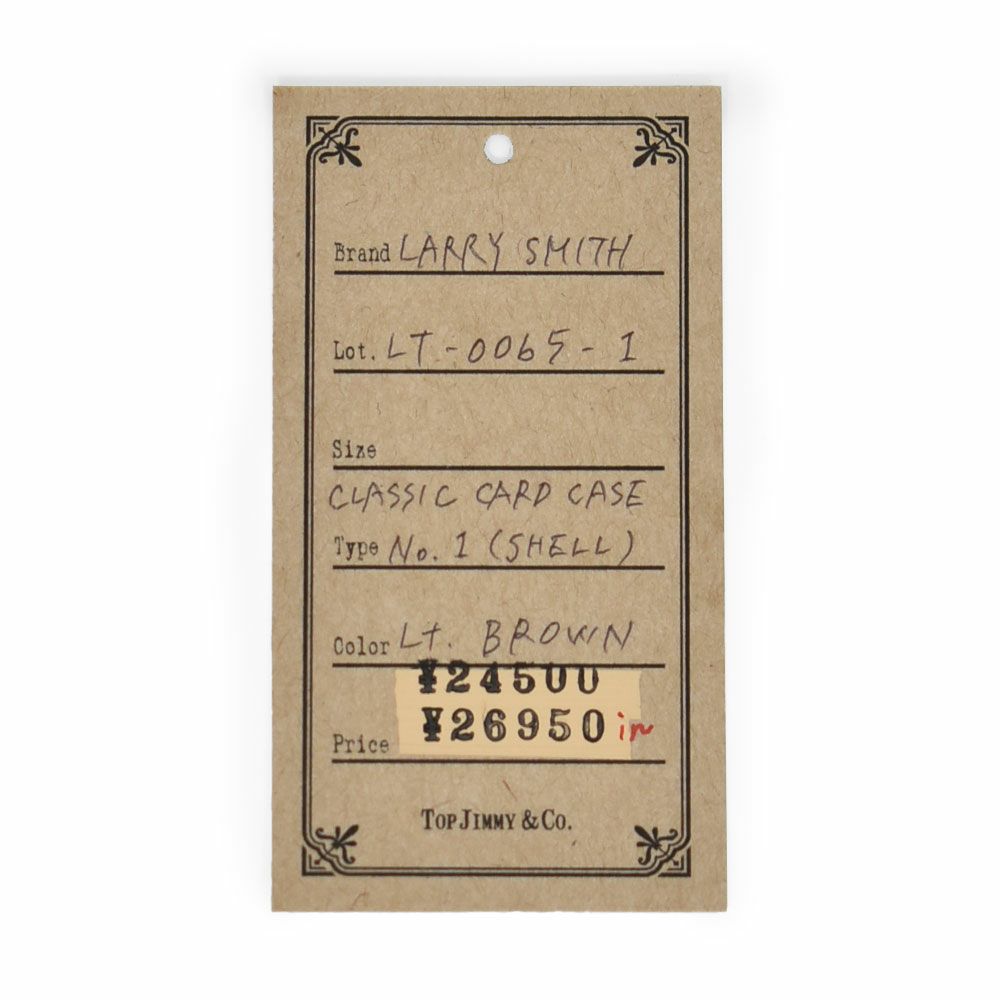 Brand LARRY SMITH
Lot. LT-0065-1
Size
CLASSIC CARD CASE
Type No. 1 (SHELL)
Color Lt. BROWN
¥24500
¥26950 in
Price
TOP JIMMY & CO.